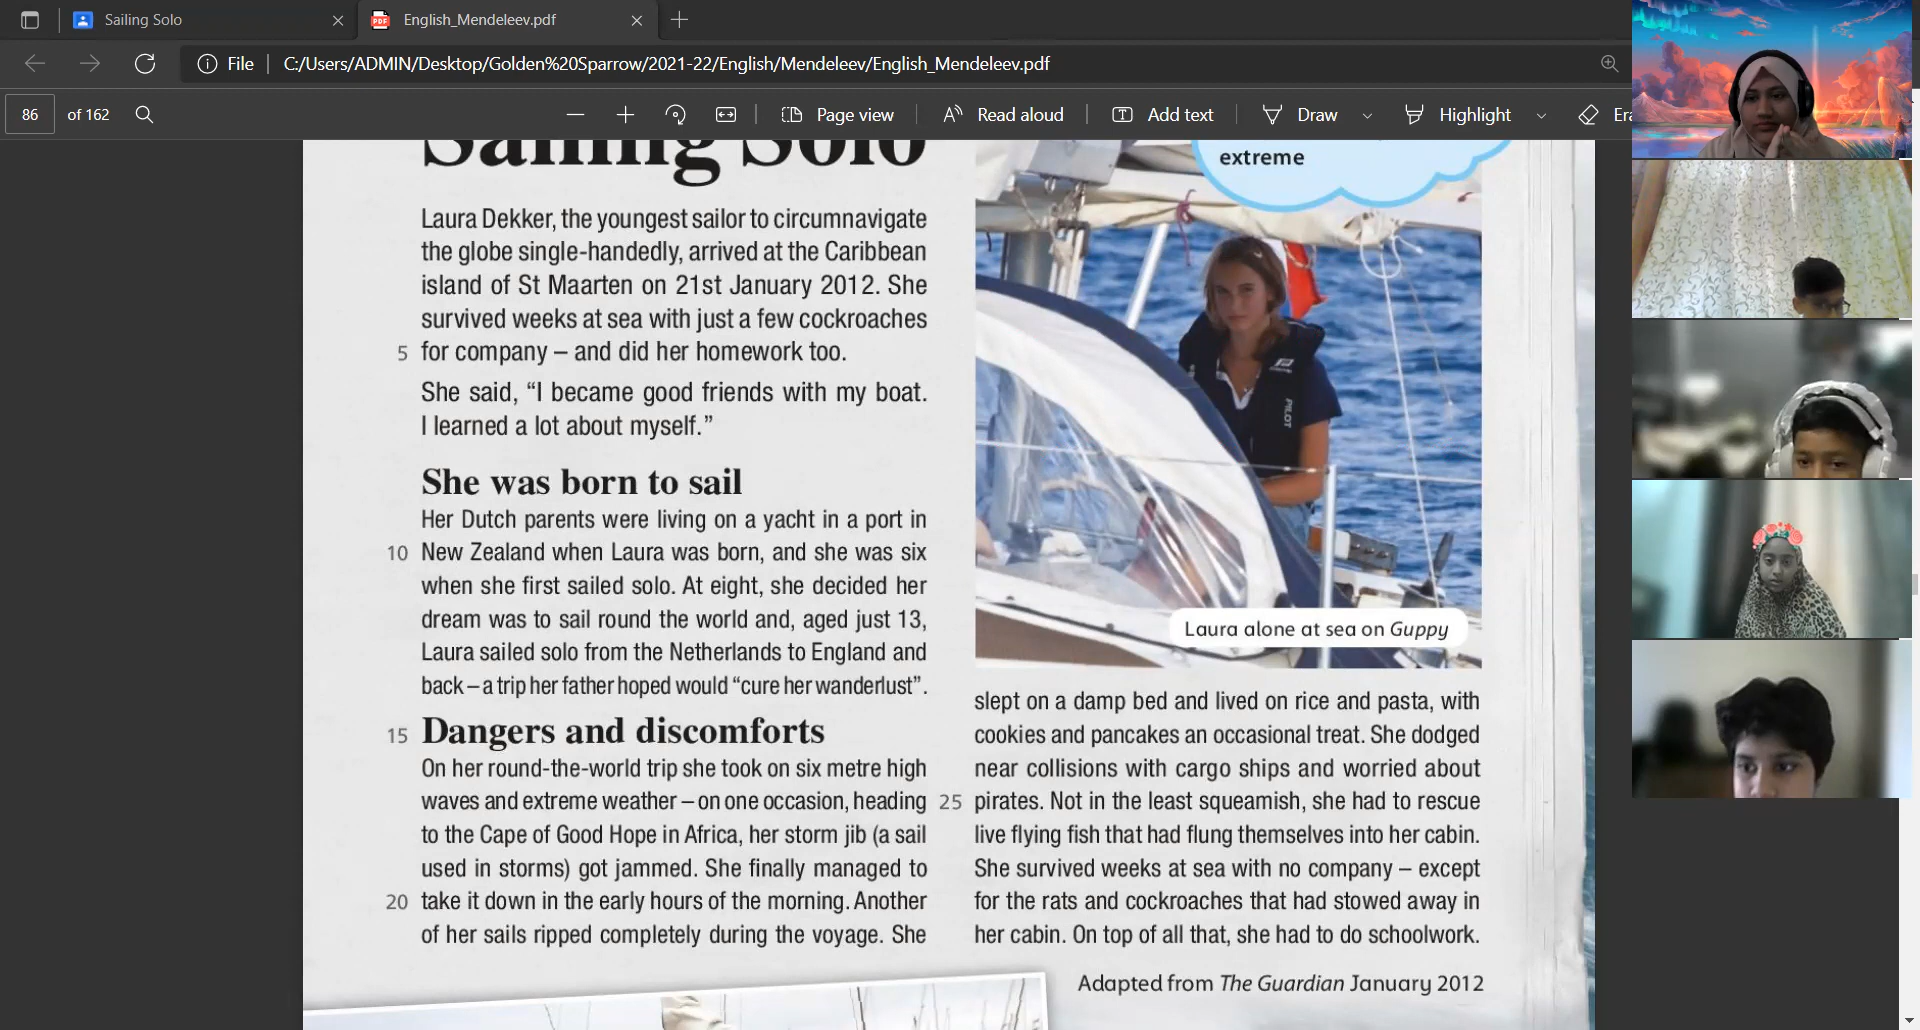 Sailing Solo
English_Mendeleev.pdf
File
C:/Users/ADMIN/Desktop/Golden%20Sparrow/2021-22/English/Mendeleev/English_Mendeleev.pdf
86
of 162
Page view
Read aloud
Add text
Draw
Highlight
Era
Sailing Solo
Laura Dekker, the youngest sailor to circumnavigate
the globe single-handedly, arrived at the Caribbean
island of St Maarten on 21st January 2012. She
survived weeks at sea with just a few cockroaches
5 for company – and did her homework too.
She said, “I became good friends with my boat.
I learned a lot about myself.”
She was born to sail
Her Dutch parents were living on a yacht in a port in
10 New Zealand when Laura was born, and she was six
when she first sailed solo. At eight, she decided her
dream was to sail round the world and, aged just 13,
Laura sailed solo from the Netherlands to England and
back – a trip her father hoped would “cure her wanderlust”.
15 Dangers and discomforts
On her round-the-world trip she took on six metre high
waves and extreme weather – on one occasion, heading
to the Cape of Good Hope in Africa, her storm jib (a sail
used in storms) got jammed. She finally managed to
20 take it down in the early hours of the morning. Another
of her sails ripped completely during the voyage. She
extreme
PILOT
Laura alone at sea on Guppy
slept on a damp bed and lived on rice and pasta, with
cookies and pancakes an occasional treat. She dodged
near collisions with cargo ships and worried about
25 pirates. Not in the least squeamish, she had to rescue
live flying fish that had flung themselves into her cabin.
She survived weeks at sea with no company – except
for the rats and cockroaches that had stowed away in
her cabin. On top of all that, she had to do schoolwork.
Adapted from The Guardian January 2012